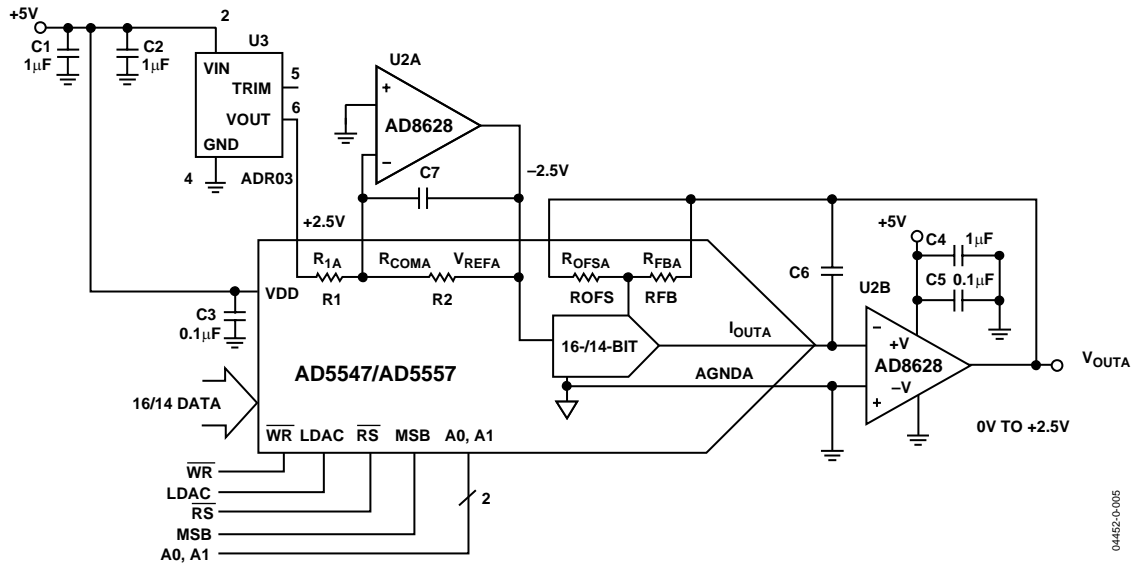 +5V
2
U3
C1
1µF
C2
1µF
VIN
TRIM
5
VOUT
6
GND
4
ADR03
U2A
+
AD8628
–
C7
–2.5V
+2.5V
R1A
RCOMA
VREFA
R1
R2
ROFSA
RFBA
ROFS
RFB
C6
+5V
C4
1µF
C5 0.1µF
U2B
VDD
C3
0.1µF
16-/14-BIT
IOUTA
–
+V
AD8628
–V
+
VOUTA
AD5547/AD5557
AGNDA
16/14 DATA
0V TO +2.5V
WR LDAC RS MSB A0, A1
WR
LDAC
RS
MSB
A0, A1
2
04452-0-005